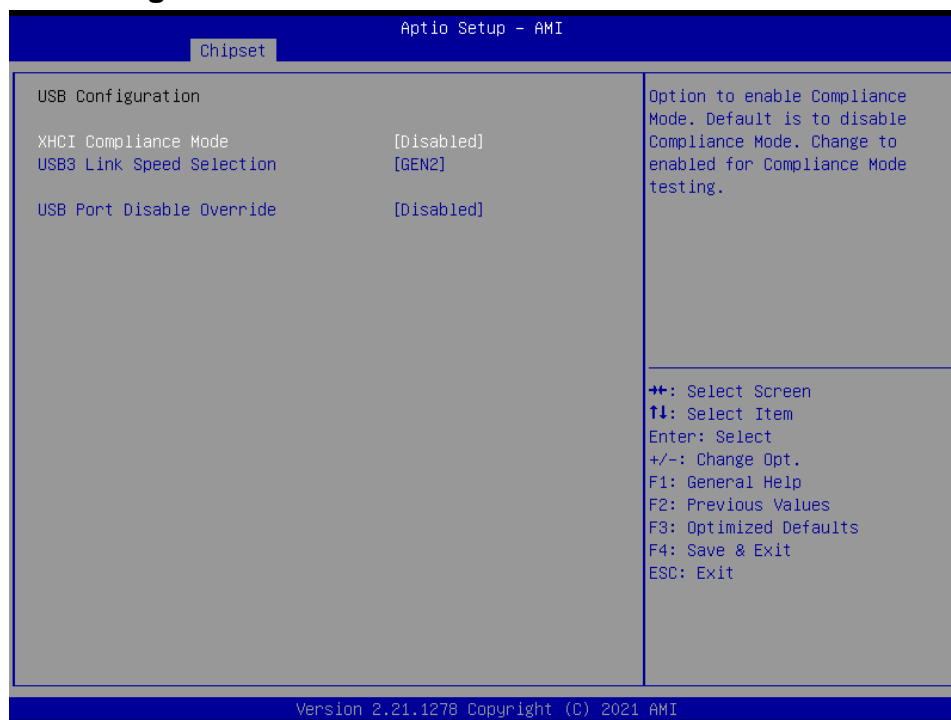 Aptio Setup – AMI
Chipset
USB Configuration
XHCI Compliance Mode [Disabled]
USB3 Link Speed Selection [GEN2]
USB Port Disable Override [Disabled]
Option to enable Compliance
Mode. Default is to disable
Compliance Mode. Change to
enabled for Compliance Mode
testing.
→←: Select Screen
↑↓: Select Item
Enter: Select
+/-: Change Opt.
F1: General Help
F2: Previous Values
F3: Optimized Defaults
F4: Save & Exit
ESC: Exit
Version 2.21.1278 Copyright (C) 2021 AMI